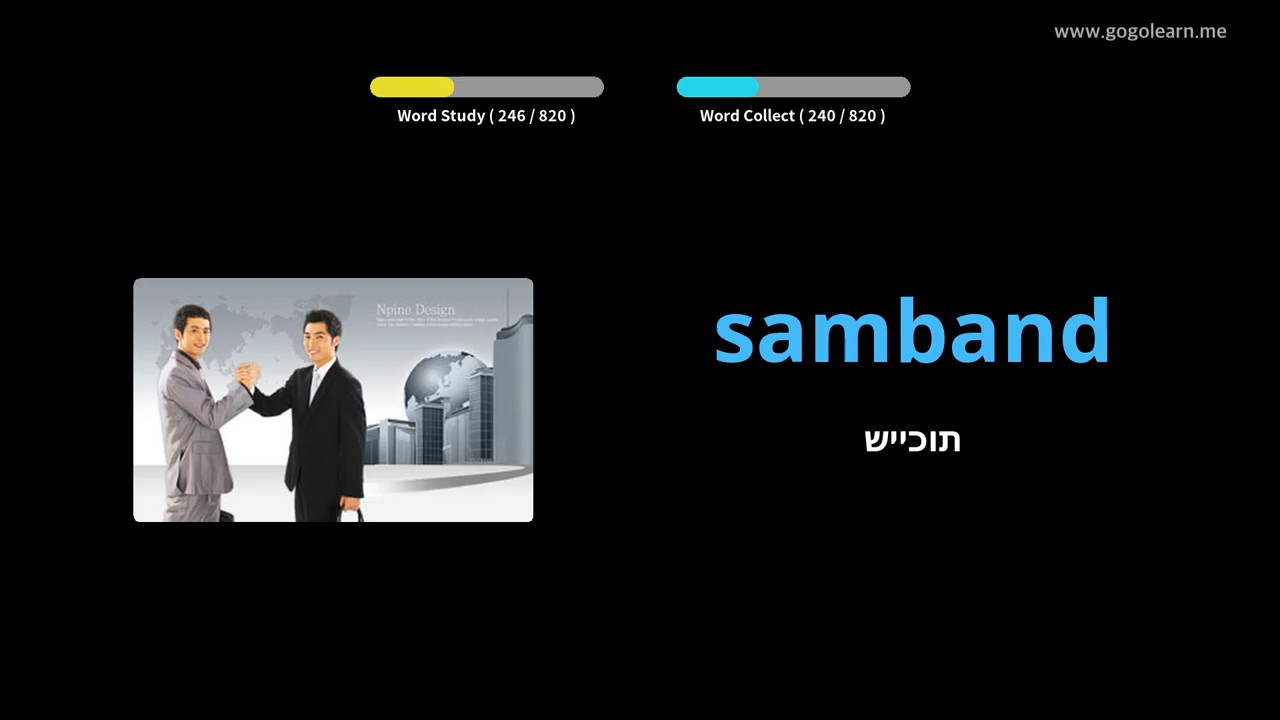 www.gogolearn.me
Word Study ( 246 / 820 )
Word Collect ( 240 / 820 )
Npine Design
samband
תוכייש